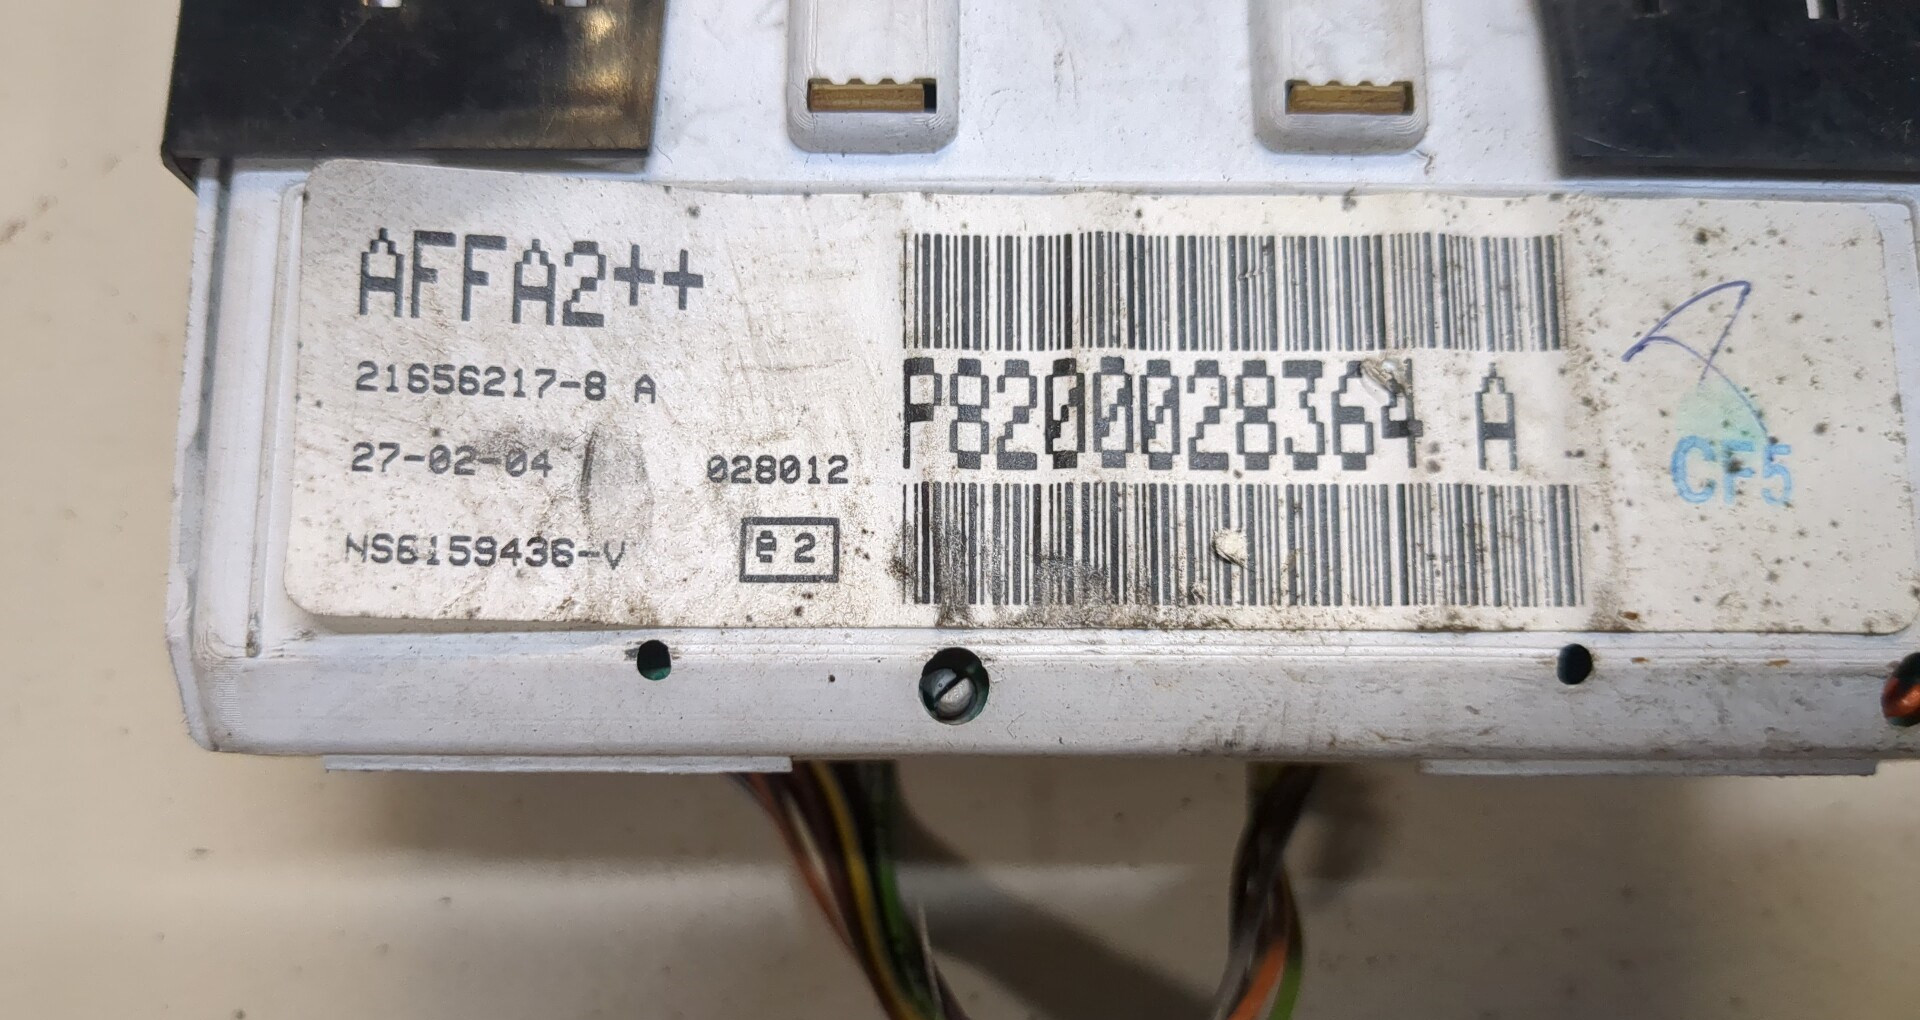 AFFA2++
21656217-8 A
27-02-04
028012
NS6159436-V
e 2
P8200028364 A
CF5